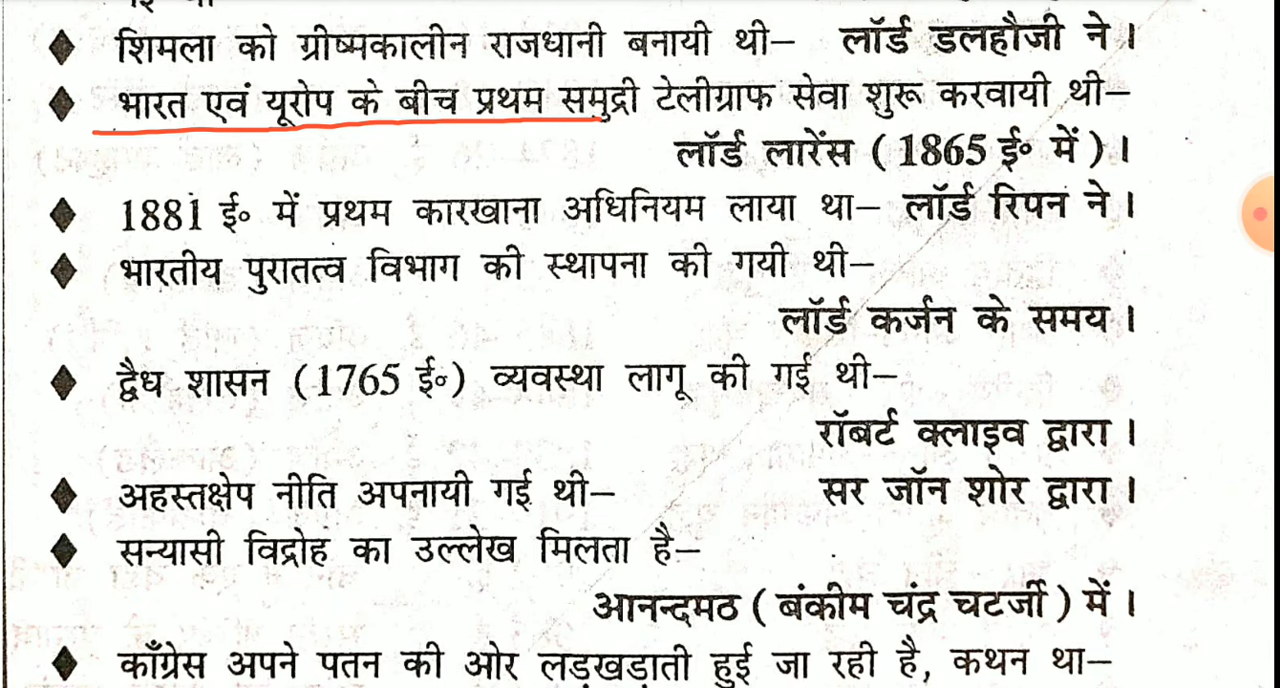 ♦ शिमला को ग्रीष्मकालीन राजधानी बनायी थी– लॉर्ड डलहौजी ने।
♦ भारत एवं यूरोप के बीच प्रथम समुद्री टेलीग्राफ सेवा शुरू करवायी थी–
लॉर्ड लारेंस (1865 ई॰ में)।
♦ 1881 ई॰ में प्रथम कारखाना अधिनियम लाया था– लॉर्ड रिपन ने।
♦ भारतीय पुरातत्व विभाग की स्थापना की गयी थी–
लॉर्ड कर्जन के समय।
♦ द्वैध शासन (1765 ई॰) व्यवस्था लागू की गई थी–
रॉबर्ट क्लाइव द्वारा।
♦ अहस्तक्षेप नीति अपनायी गई थी– सर जॉन शोर द्वारा।
♦ सन्यासी विद्रोह का उल्लेख मिलता है–
आनन्दमठ (बंकीम चंद्र चटर्जी) में।
♦ काँग्रेस अपने पतन की ओर लड़खड़ाती हुई जा रही है, कथन था–